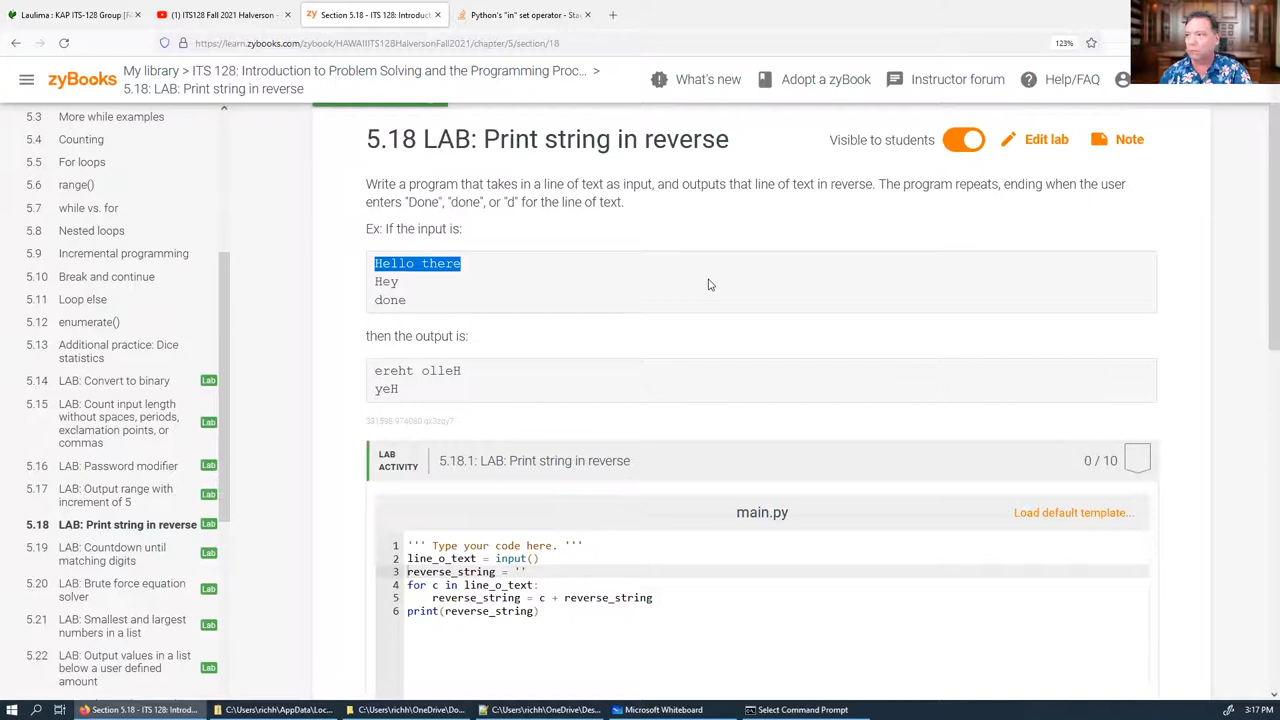 Laulima : KAP ITS-128 Group [F
(1) ITS128 Fall 2021 Halverson -
Section 5.18 - ITS 128: Introduct
Python's "in" set operator - Sta
https://learn.zybooks.com/zybook/HAWAIIITS128HalversonFall2021/chapter/5/section/18
123%
zyBooks
My library > ITS 128: Introduction to Problem Solving and the Programming Proc... >
5.18: LAB: Print string in reverse
What's new
Adopt a zyBook
Instructor forum
Help/FAQ
5.3 More while examples
5.4 Counting
5.5 For loops
5.6 range()
5.7 while vs. for
5.8 Nested loops
5.9 Incremental programming
5.10 Break and continue
5.11 Loop else
5.12 enumerate()
5.13 Additional practice: Dice
statistics
5.14 LAB: Convert to binary Lab
5.15 LAB: Count input length
without spaces, periods,
exclamation points, or Lab
commas
5.16 LAB: Password modifier Lab
5.17 LAB: Output range with
increment of 5 Lab
5.18 LAB: Print string in reverse Lab
5.19 LAB: Countdown until
matching digits Lab
5.20 LAB: Brute force equation
solver Lab
5.21 LAB: Smallest and largest
numbers in a list Lab
5.22 LAB: Output values in a list
below a user defined Lab
amount
5.18 LAB: Print string in reverse
Visible to students
Edit lab
Note
Write a program that takes in a line of text as input, and outputs that line of text in reverse. The program repeats, ending when the user
enters "Done", "done", or "d" for the line of text.
Ex: If the input is:
Hello there
Hey
done
then the output is:
ereht olleH
yeH
331598.974080.qx3zqy7
LAB
ACTIVITY
5.18.1: LAB: Print string in reverse
0 / 10
main.py
Load default template...
1 ''' Type your code here. '''
2 line_o_text = input()
3 reverse_string = ''
4 for c in line_o_text:
5 reverse_string = c + reverse_string
6 print(reverse_string)
Section 5.18 - ITS 128: Introd...
C:\Users\richh\AppData\Loc...
C:\Users\richh\OneDrive\Do...
C:\Users\richh\OneDrive\Des...
Microsoft Whiteboard
Select Command Prompt
3:17 PM